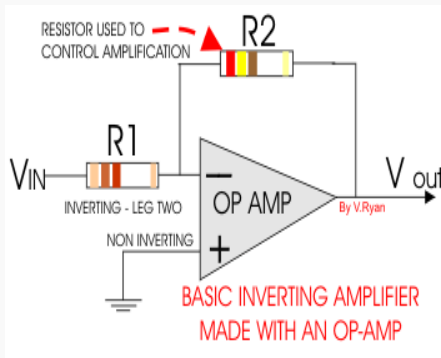 RESISTOR USED TO
CONTROL AMPLIFICATION
R2
R1
VIN
INVERTING - LEG TWO
OP AMP
V out
By V.Ryan
NON INVERTING
BASIC INVERTING AMPLIFIER
MADE WITH AN OP-AMP